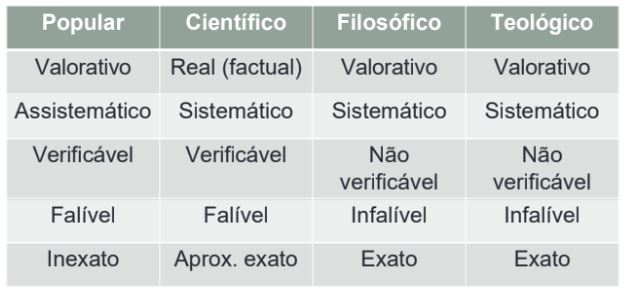 Popular Científico Filosófico Teológico
Valorativo Real (factual) Valorativo Valorativo
Assistemático Sistemático Sistemático Sistemático
Verificável Verificável Não verificável Não verificável
Falível Falível Infalível Infalível
Inexato Aprox. exato Exato Exato